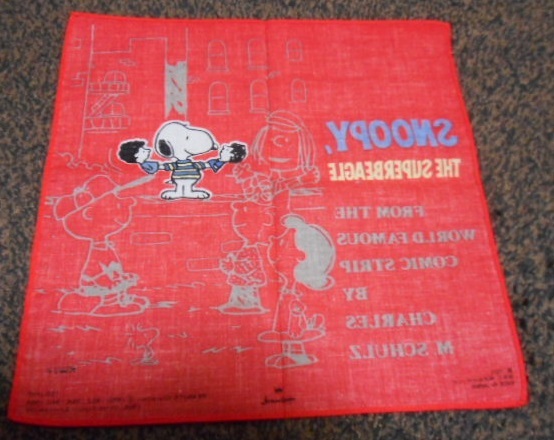 SNOOPY,
THE SUPERBEAGLE
FROM THE
WORLD FAMOUS
COMIC STRIP
BY
CHARLES
M SCHULZ